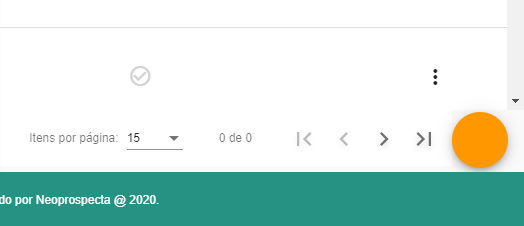 Itens por página: 15 0 de 0
do por Neoprospecta @ 2020.